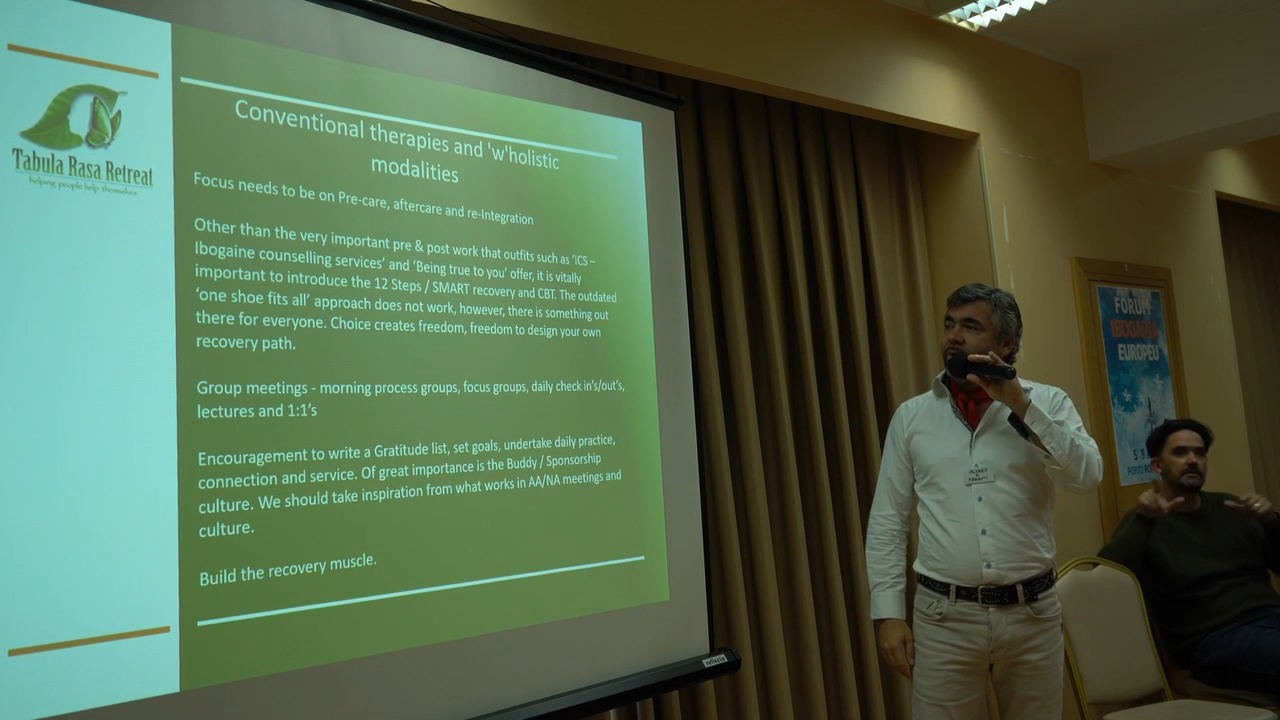 Tabula Rasa Retreat
helping people help themselves
Conventional therapies and 'w'holistic
modalities
Focus needs to be on Pre-care, aftercare and re-Integration
Other than the very important pre & post work that outfits such as 'ICS –
Ibogaine counselling services' and 'Being true to you' offer, it is vitally
important to introduce the 12 Steps / SMART recovery and CBT. The outdated
'one shoe fits all' approach does not work, however, there is something out
there for everyone. Choice creates freedom, freedom to design your own
recovery path.
Group meetings - morning process groups, focus groups, daily check in's/out's,
lectures and 1:1's
Encouragement to write a Gratitude list, set goals, undertake daily practice,
connection and service. Of great importance is the Buddy / Sponsorship
culture. We should take inspiration from what works in AA/NA meetings and
culture.
Build the recovery muscle.
reflecta
FORUM
IBOGAINA
EUROPEU
PORTO